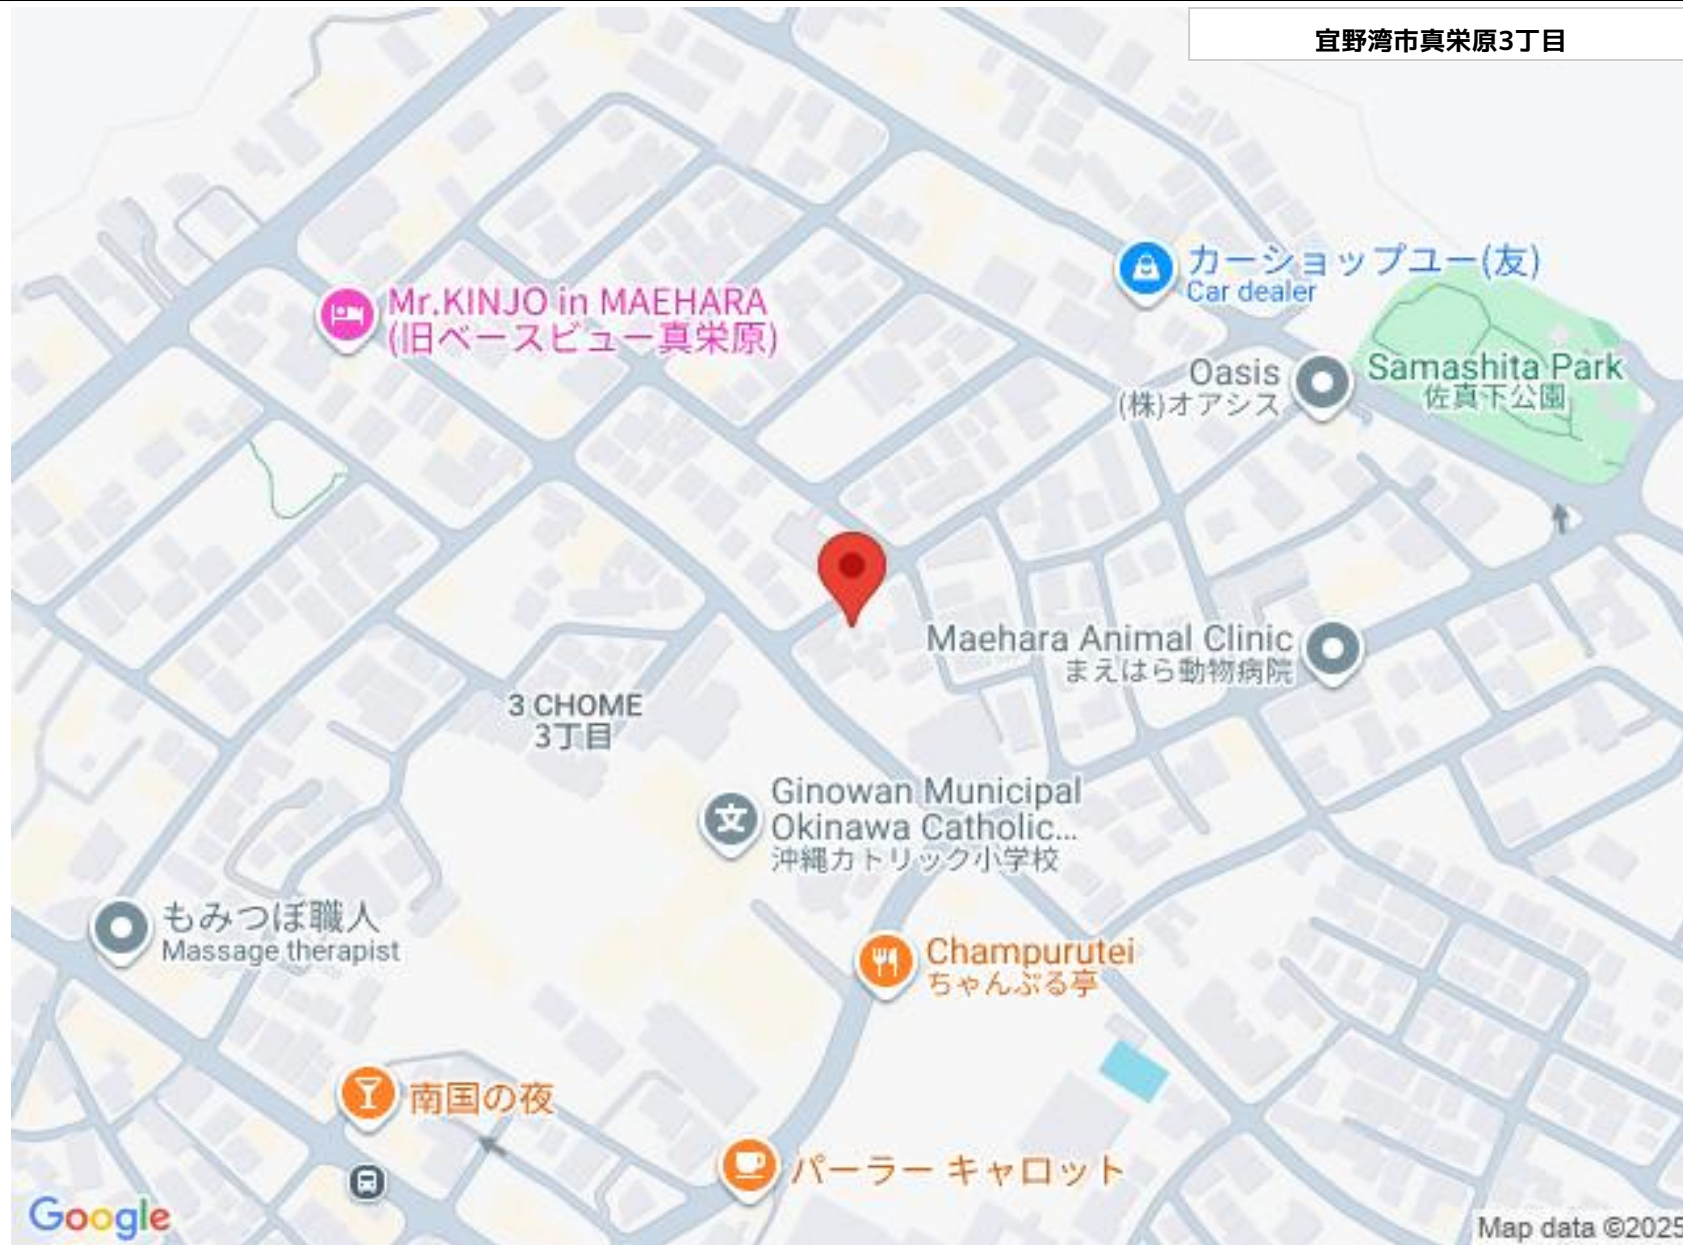 宜野湾市真栄原3丁目
カーショップユー(友)
Car dealer
Mr.KINJO in MAEHARA
(旧ベースビュー真栄原)
Oasis
(株)オアシス
Samashita Park
佐真下公園
Maehara Animal Clinic
まえはら動物病院
3 CHOME
3丁目
Ginowan Municipal
Okinawa Catholic...
沖縄カトリック小学校
文
もみつぼ職人
Massage therapist
Champurutei
ちゃんぷる亭
南国の夜
パーラー キャロット
Google
Map data ©2025